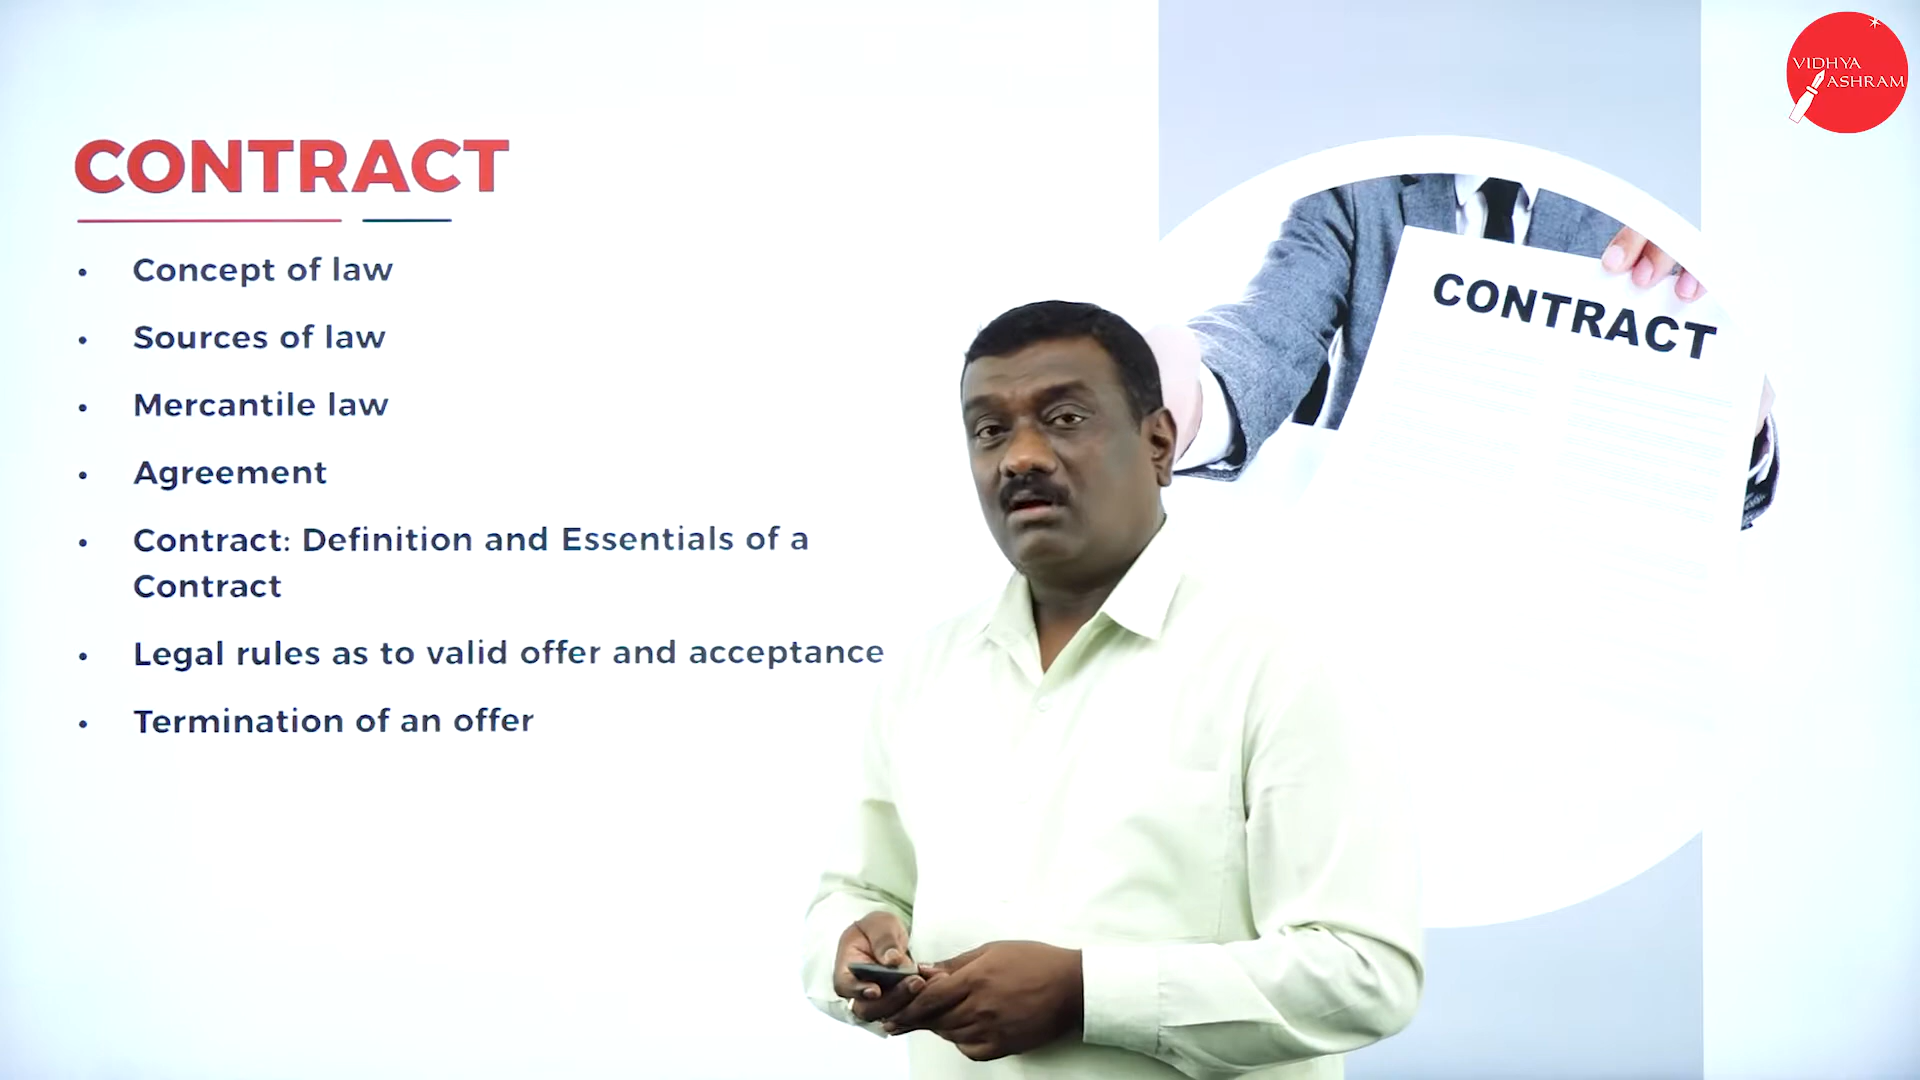 VIDHYA
ASHRAM
CONTRACT
• Concept of law
• Sources of law
• Mercantile law
• Agreement
• Contract: Definition and Essentials of a
Contract
• Legal rules as to valid offer and acceptance
• Termination of an offer
CONTRACT